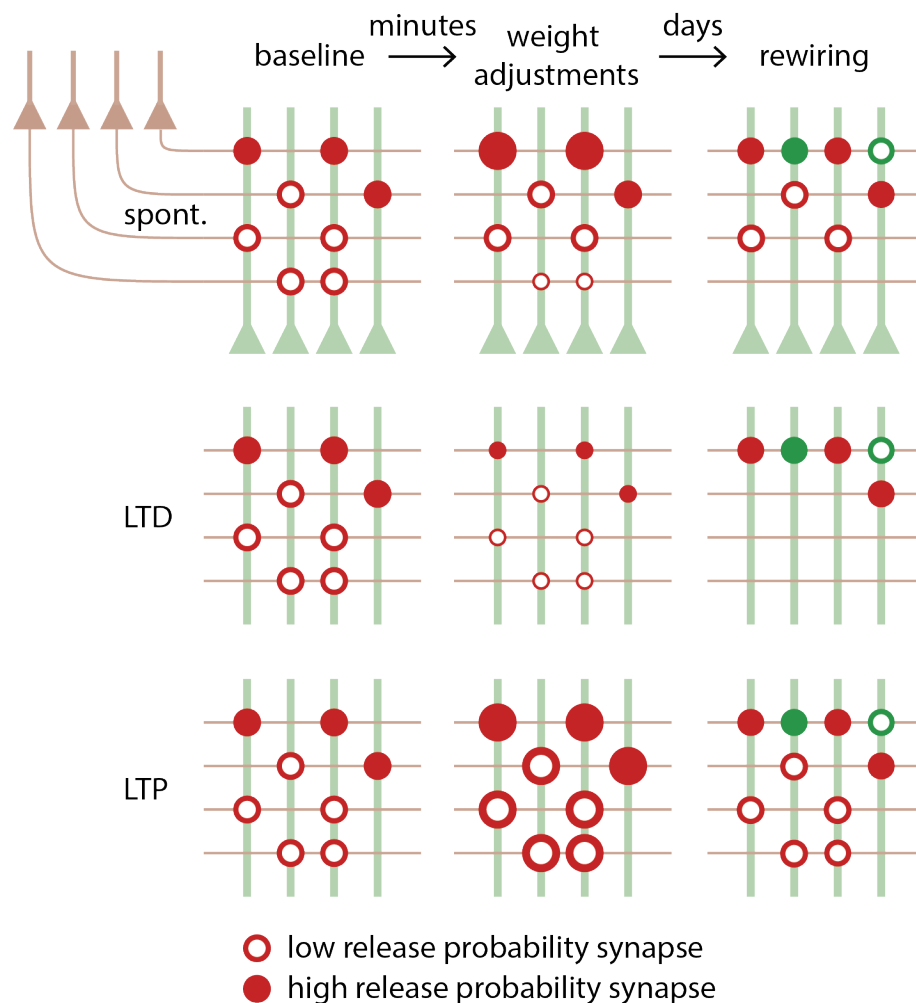 minutes
days
baseline
weight
adjustments
rewiring
spont.
LTD
LTP
low release probability synapse
high release probability synapse